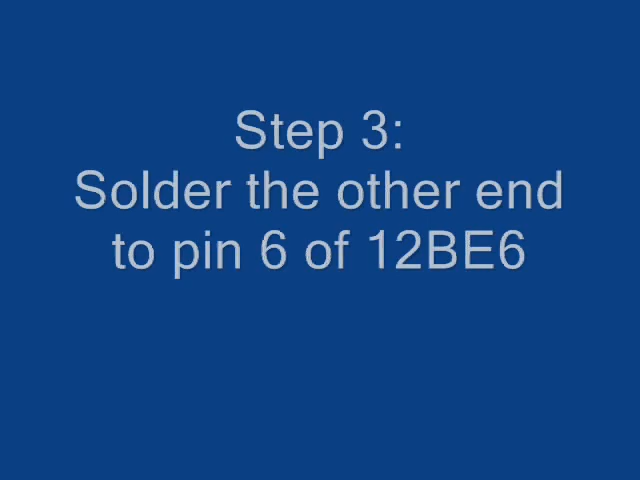 Step 3:
Solder the other end
to pin 6 of 12BE6